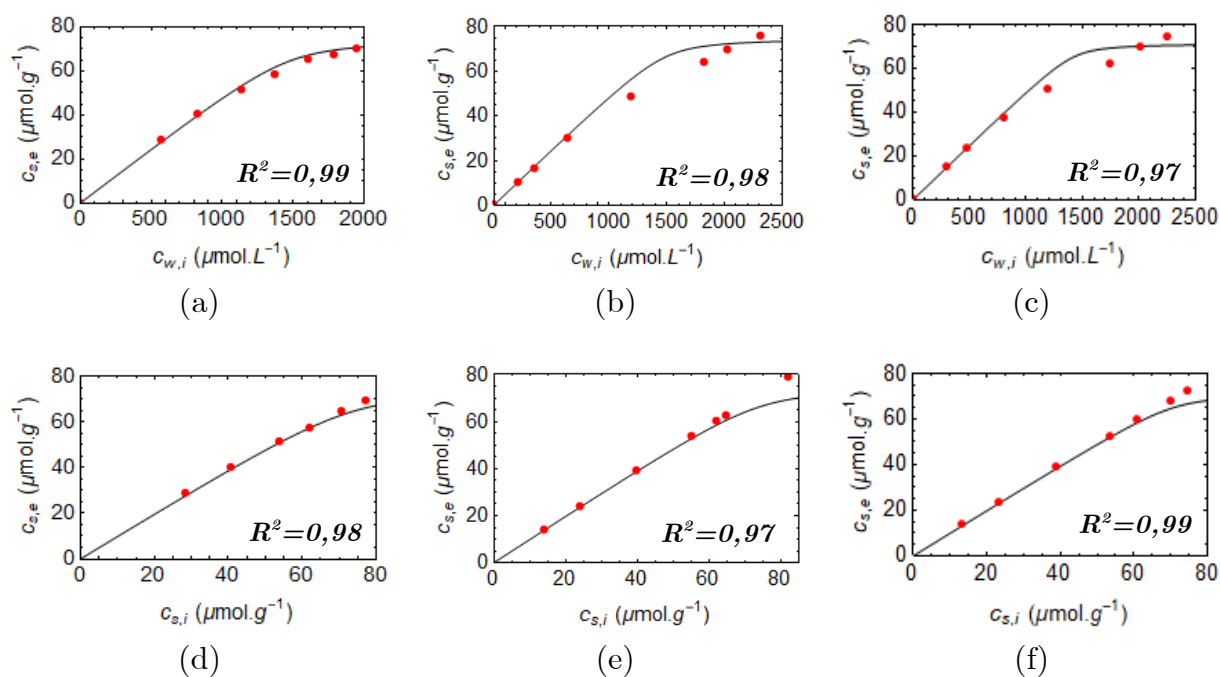 80
60
40
20
0
c_{s,e} (μmol.g⁻¹)
R²=0,99
0 500 1000 1500 2000
c_{w,i} (μmol.L⁻¹)
(a)
80
60
40
20
0
c_{s,e} (μmol.g⁻¹)
R²=0,98
0 500 1000 1500 2000 2500
c_{w,i} (μmol.L⁻¹)
(b)
80
60
40
20
0
c_{s,e} (μmol.g⁻¹)
R²=0,97
0 500 1000 1500 2000 2500
c_{w,i} (μmol.L⁻¹)
(c)
80
60
40
20
0
c_{s,e} (μmol.g⁻¹)
R²=0,98
0 20 40 60 80
c_{s,i} (μmol.g⁻¹)
(d)
80
60
40
20
0
c_{s,e} (μmol.g⁻¹)
R²=0,97
0 20 40 60 80
c_{s,i} (μmol.g⁻¹)
(e)
80
60
40
20
0
c_{s,e} (μmol.g⁻¹)
R²=0,99
0 20 40 60 80
c_{s,i} (μmol.g⁻¹)
(f)